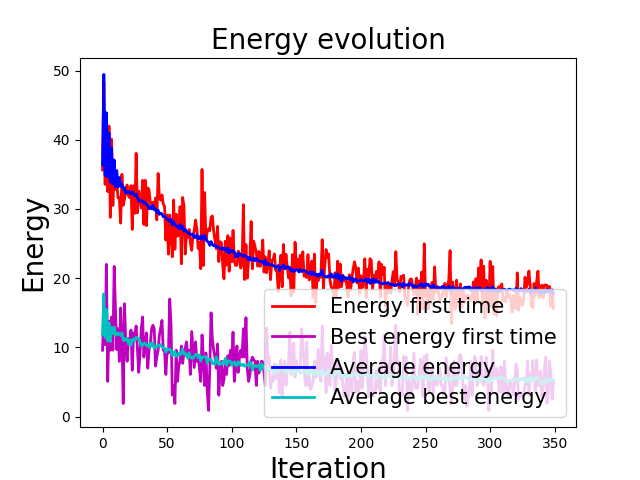 Energy evolution
Energy
50
40
30
20
10
0
Energy first time
Best energy first time
Average energy
Average best energy
0 50 100 150 200 250 300 350
Iteration